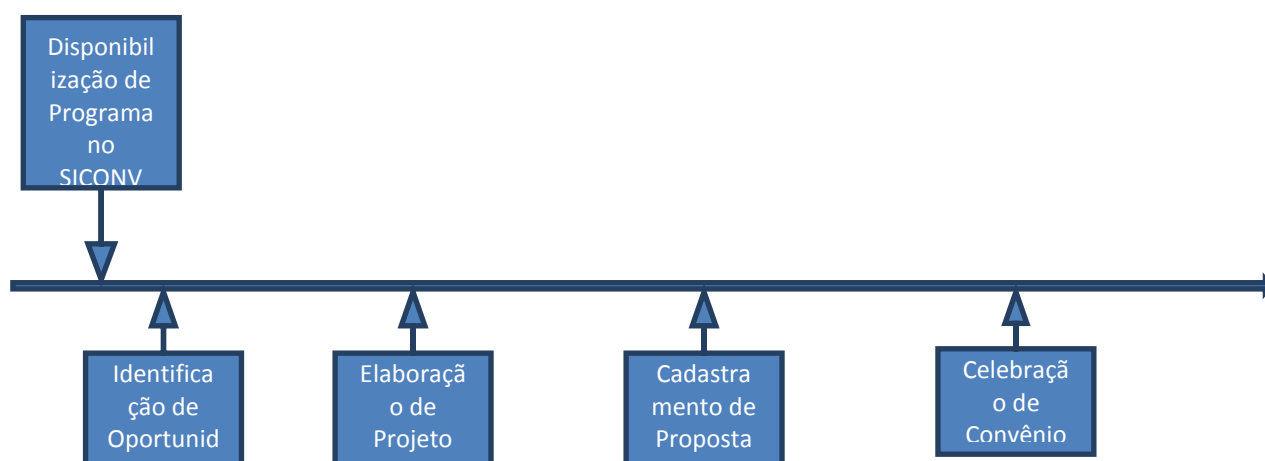 Disponibil
ização de
Programa
no
SICONV
Identifica
ção de
Oportunid
Elaboraçã
o de
Projeto
Cadastra
mento de
Proposta
Celebraçã
o de
Convênio